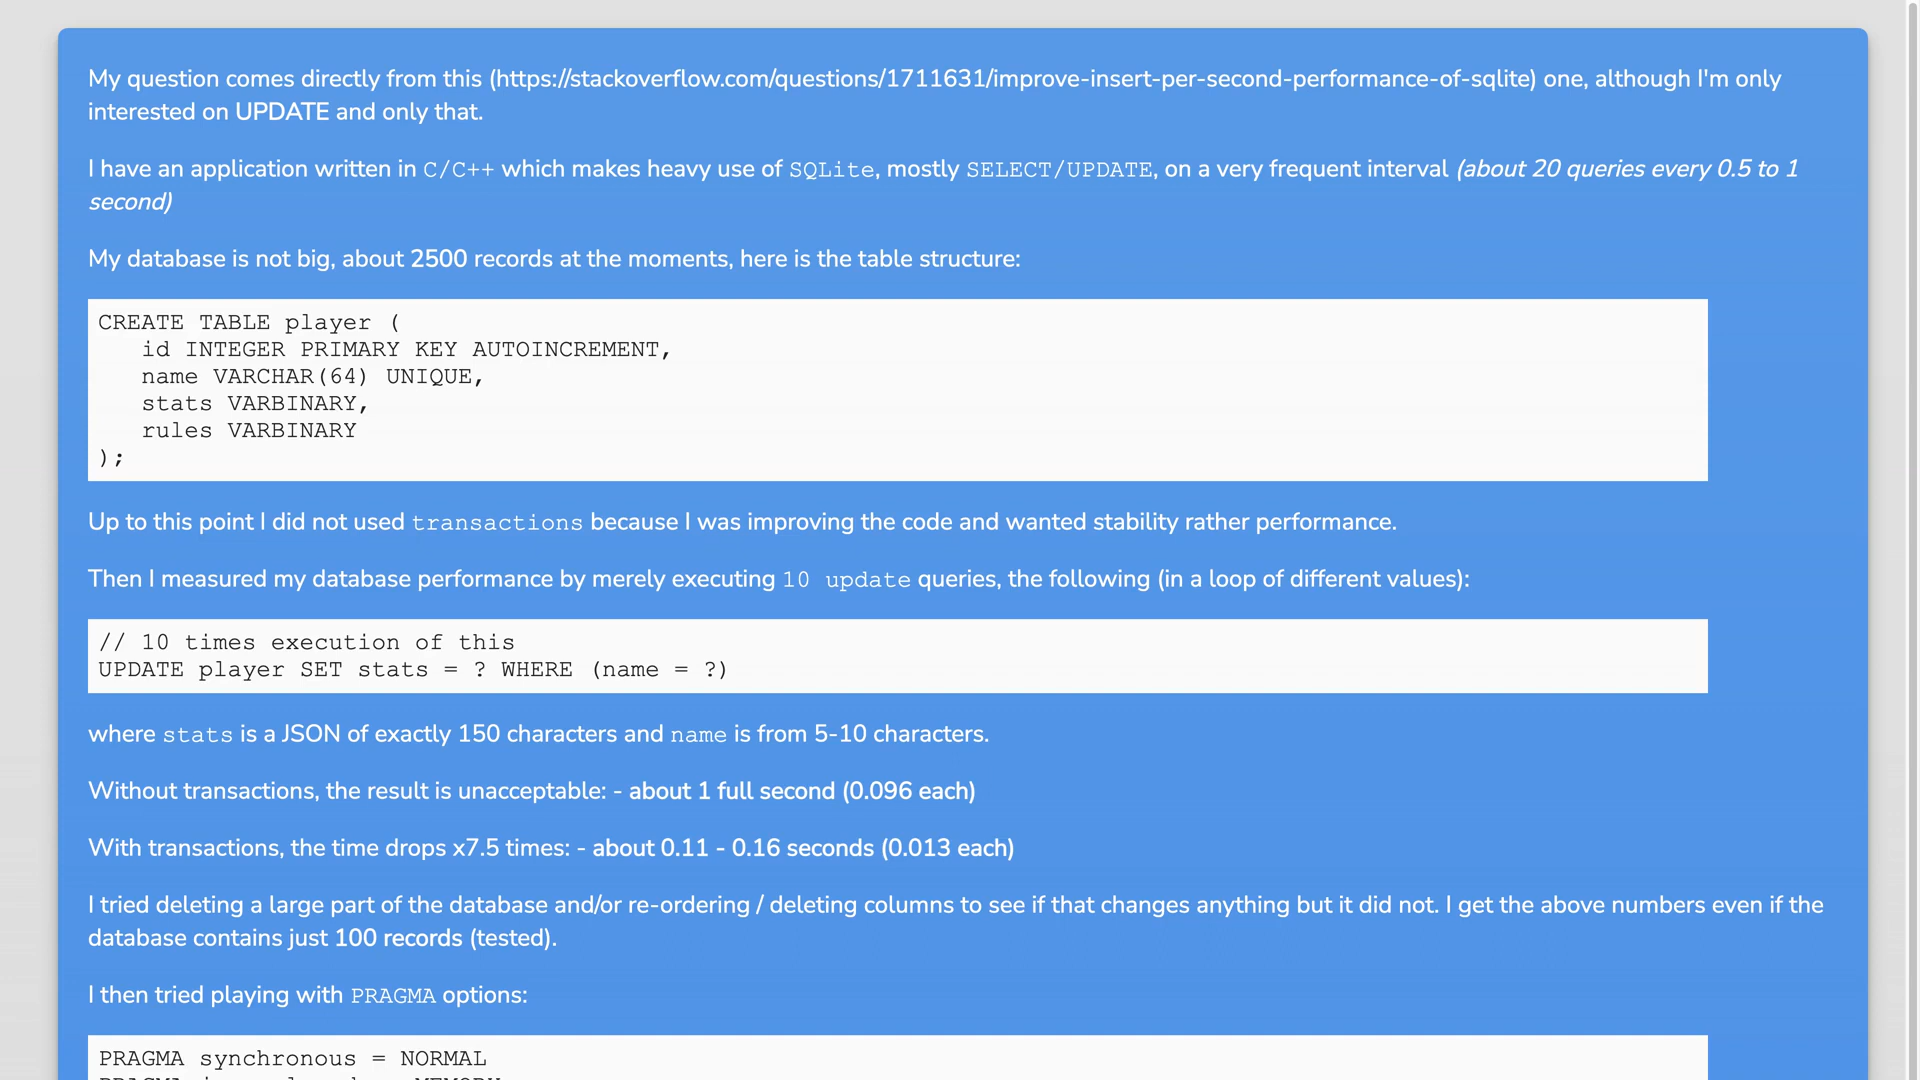 My question comes directly from this (https://stackoverflow.com/questions/1711631/improve-insert-per-second-performance-of-sqlite) one, although I'm only
interested on UPDATE and only that.
I have an application written in C/C++ which makes heavy use of SQLite, mostly SELECT/UPDATE, on a very frequent interval (about 20 queries every 0.5 to 1
second)
My database is not big, about 2500 records at the moments, here is the table structure:
CREATE TABLE player (
id INTEGER PRIMARY KEY AUTOINCREMENT,
name VARCHAR(64) UNIQUE,
stats VARBINARY,
rules VARBINARY
);
Up to this point I did not used transactions because I was improving the code and wanted stability rather performance.
Then I measured my database performance by merely executing 10 update queries, the following (in a loop of different values):
// 10 times execution of this
UPDATE player SET stats = ? WHERE (name = ?)
where stats is a JSON of exactly 150 characters and name is from 5-10 characters.
Without transactions, the result is unacceptable: - about 1 full second (0.096 each)
With transactions, the time drops x7.5 times: - about 0.11 - 0.16 seconds (0.013 each)
I tried deleting a large part of the database and/or re-ordering / deleting columns to see if that changes anything but it did not. I get the above numbers even if the
database contains just 100 records (tested).
I then tried playing with PRAGMA options:
PRAGMA synchronous = NORMAL